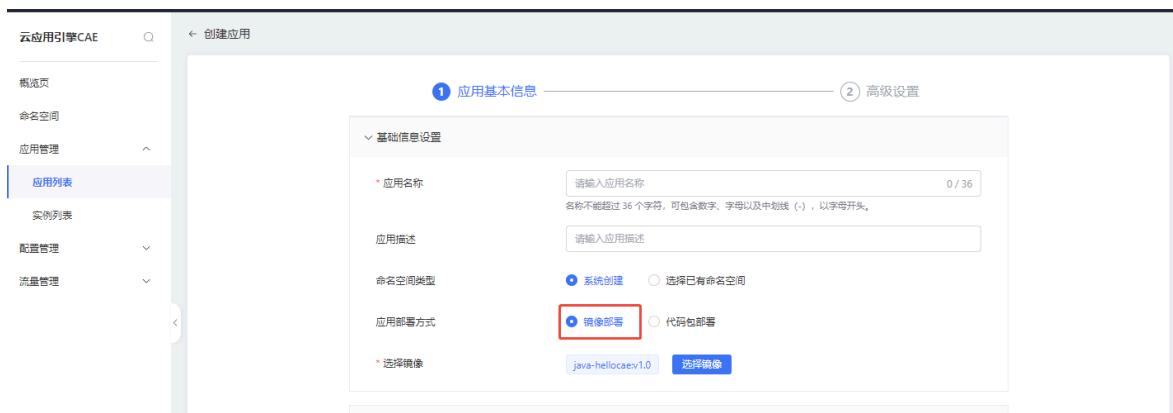 云应用引擎CAE
概览页
命名空间
应用管理
应用列表
实例列表
配置管理
流量管理
← 创建应用
1 应用基本信息
2 高级设置
基础信息设置
* 应用名称
请输入应用名称
0 / 36
名称不能超过 36 个字符，可包含数字、字母以及中划线（-），以字母开头。
应用描述
请输入应用描述
命名空间类型
系统创建
选择已有命名空间
应用部署方式
镜像部署
代码包部署
* 选择镜像
java-hellocae:v1.0
选择镜像